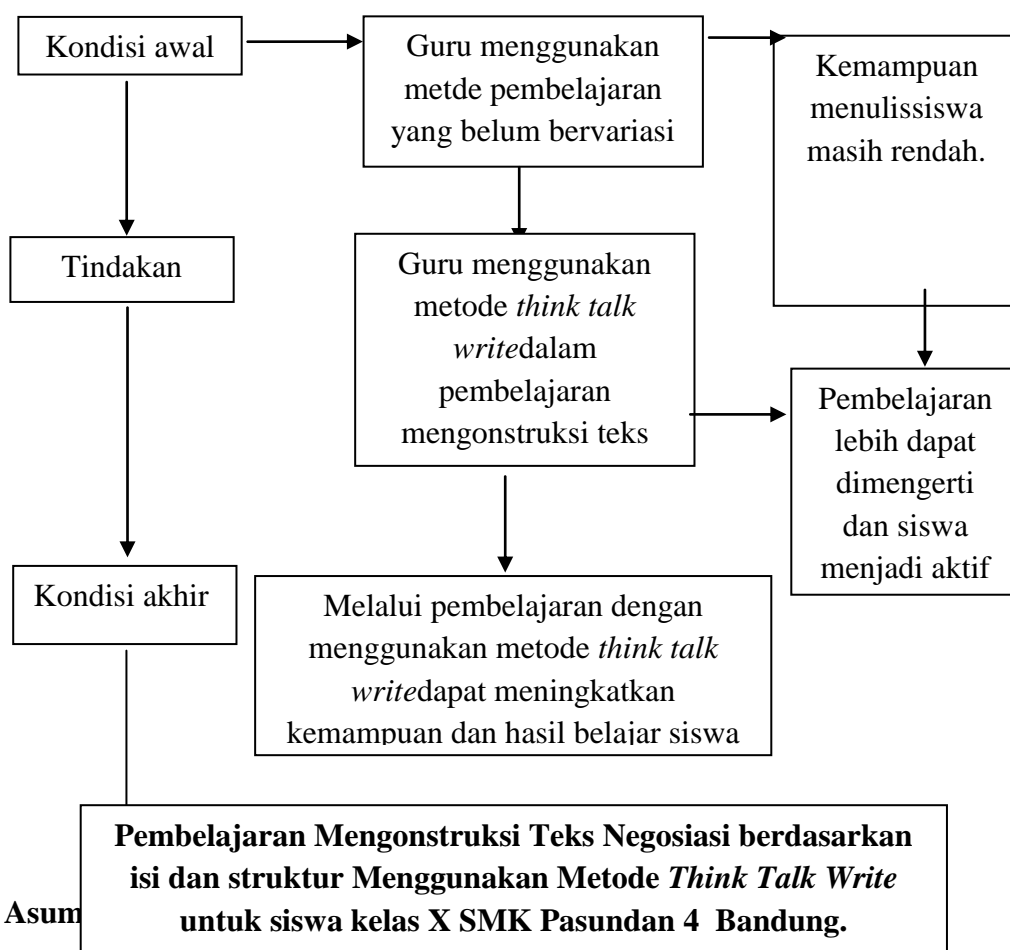 Kondisi awal
Guru menggunakan
metde pembelajaran
yang belum bervariasi
Kemampuan
menulissiswa
masih rendah.
Tindakan
Guru menggunakan
metode think talk
writedalam
pembelajaran
mengonstruksi teks
Pembelajaran
lebih dapat
dimengerti
dan siswa
menjadi aktif
Kondisi akhir
Melalui pembelajaran dengan
menggunakan metode think talk
writedapat meningkatkan
kemampuan dan hasil belajar siswa
Pembelajaran Mengonstruksi Teks Negosiasi berdasarkan
isi dan struktur Menggunakan Metode Think Talk Write
untuk siswa kelas X SMK Pasundan 4 Bandung.
Asum